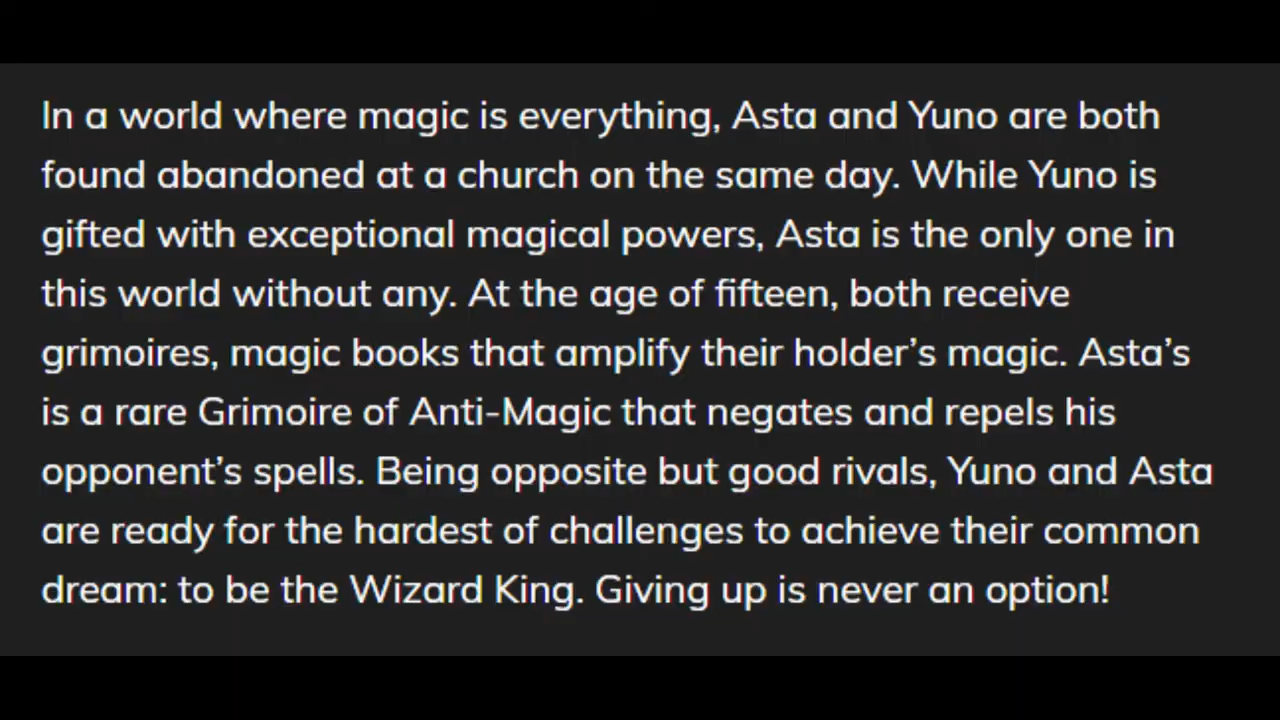 In a world where magic is everything, Asta and Yuno are both
found abandoned at a church on the same day. While Yuno is
gifted with exceptional magical powers, Asta is the only one in
this world without any. At the age of fifteen, both receive
grimoires, magic books that amplify their holder’s magic. Asta’s
is a rare Grimoire of Anti-Magic that negates and repels his
opponent’s spells. Being opposite but good rivals, Yuno and Asta
are ready for the hardest of challenges to achieve their common
dream: to be the Wizard King. Giving up is never an option!